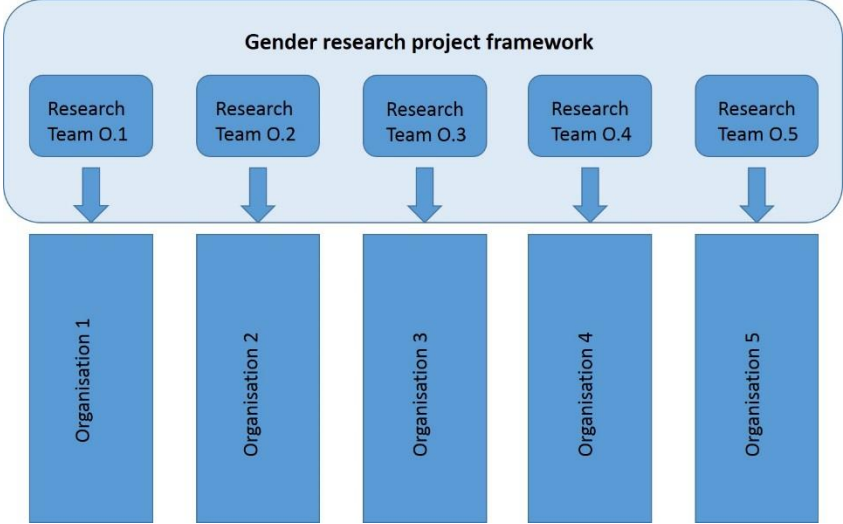 Gender research project framework
Research
Team O.1
Research
Team O.2
Research
Team O.3
Research
Team O.4
Research
Team O.5
Organisation 1
Organisation 2
Organisation 3
Organisation 4
Organisation 5